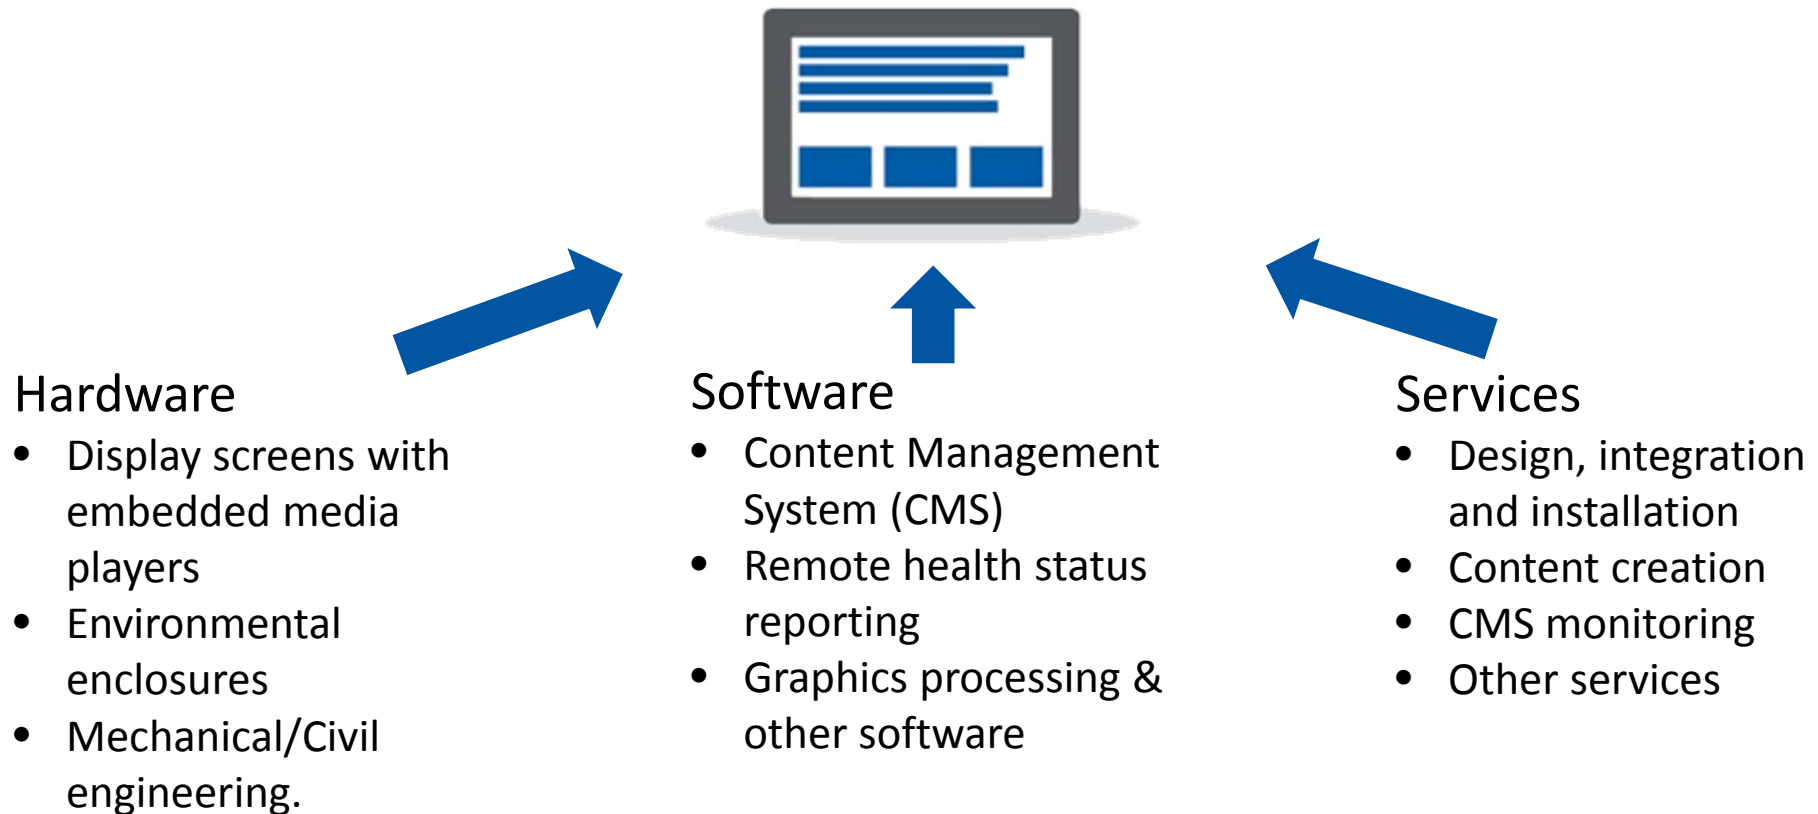 Hardware
• Display screens with
embedded media
players
• Environmental
enclosures
• Mechanical/Civil
engineering.
Software
• Content Management
System (CMS)
• Remote health status
reporting
• Graphics processing &
other software
Services
• Design, integration
and installation
• Content creation
• CMS monitoring
• Other services